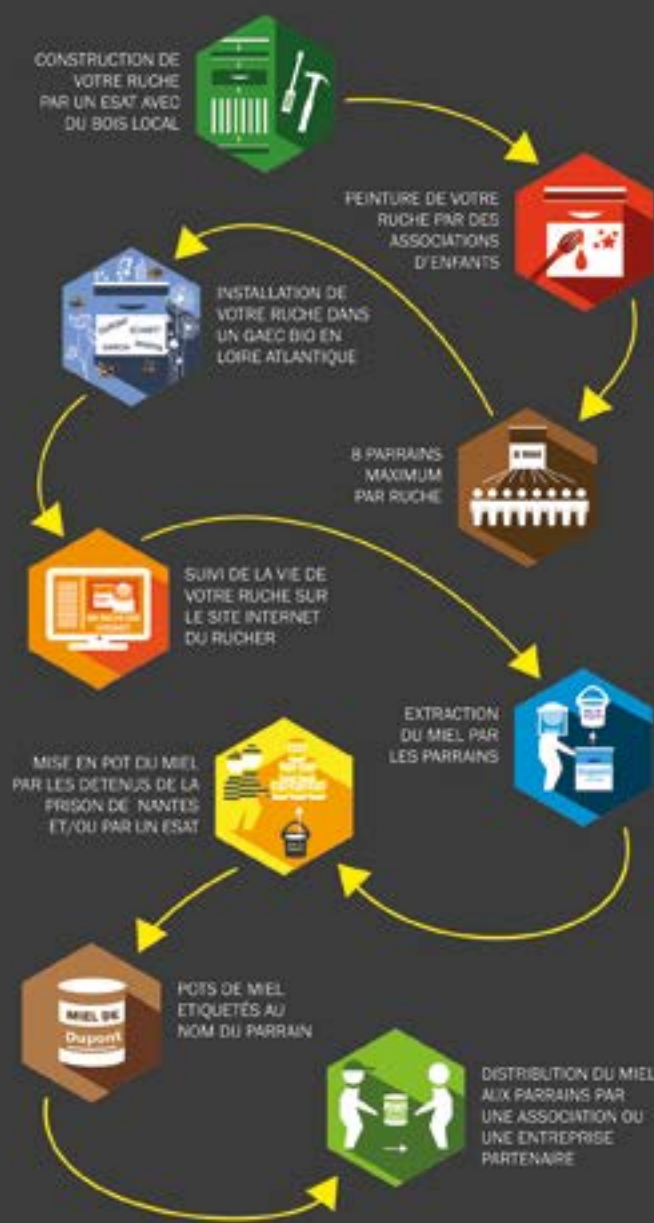 CONSTRUCTION DE
VOTRE RUCHE
PAR UN ESAT AVEC
DU BOIS LOCAL
PEINTURE DE VOTRE
RUCHE PAR DES
ASSOCIATIONS
D'ENFANTS
8 PARRAINS
MAXIMUM
PAR RUCHE
8 MAX
INSTALLATION DE
VOTRE RUCHE DANS
UN GAEC BIO EN
LOIRE ATLANTIQUE
SUIVI DE LA VIE DE
VOTRE RUCHE SUR
LE SITE INTERNET
DU RUCHER
EXTRACTION
DU MIEL PAR
LES PARRAINS
Dupont
MISE EN POT DU MIEL
PAR LES DETENUS DE LA
PRISON DE NANTES
ET/OU PAR UN ESAT
MIEL DE
Dupont
POTS DE MIEL
ETIQUETÉS AU
NOM DU PARRAIN
DISTRIBUTION DU MIEL
AUX PARRAINS PAR
UNE ASSOCIATION OU
UNE ENTREPRISE
PARTENAIRE